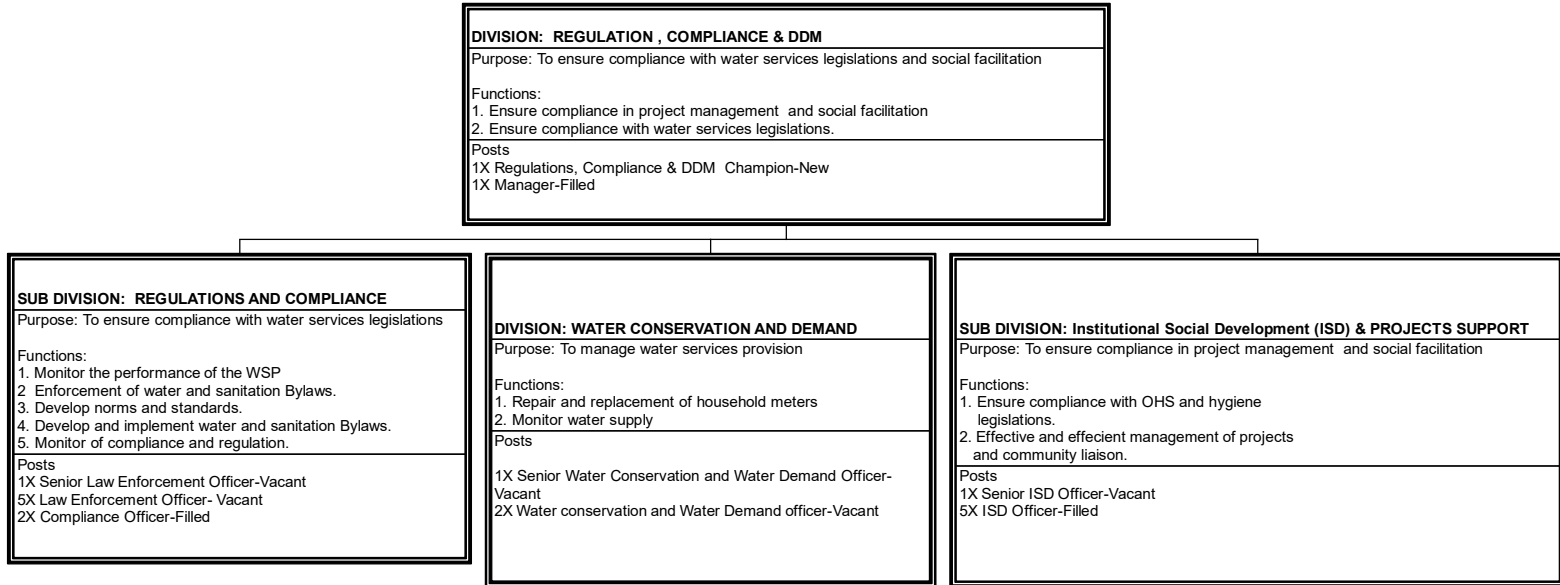 DIVISION: REGULATION , COMPLIANCE & DDM
Purpose: To ensure compliance with water services legislations and social facilitation
Functions:
1. Ensure compliance in project management and social facilitation
2. Ensure compliance with water services legislations.
Posts
1X Regulations, Compliance & DDM Champion-New
1X Manager-Filled
SUB DIVISION: REGULATIONS AND COMPLIANCE
Purpose: To ensure compliance with water services legislations
Functions:
1. Monitor the performance of the WSP
2 Enforcement of water and sanitation Bylaws.
3. Develop norms and standards.
4. Develop and implement water and sanitation Bylaws.
5. Monitor of compliance and regulation.
Posts
1X Senior Law Enforcement Officer-Vacant
5X Law Enforcement Officer- Vacant
2X Compliance Officer-Filled
DIVISION: WATER CONSERVATION AND DEMAND
Purpose: To manage water services provision
Functions:
1. Repair and replacement of household meters
2. Monitor water supply
Posts
1X Senior Water Conservation and Water Demand Officer-
Vacant
2X Water conservation and Water Demand officer-Vacant
SUB DIVISION: Institutional Social Development (ISD) & PROJECTS SUPPORT
Purpose: To ensure compliance in project management and social facilitation
Functions:
1. Ensure compliance with OHS and hygiene
legislations.
2. Effective and effecient management of projects
and community liaison.
Posts
1X Senior ISD Officer-Vacant
5X ISD Officer-Filled